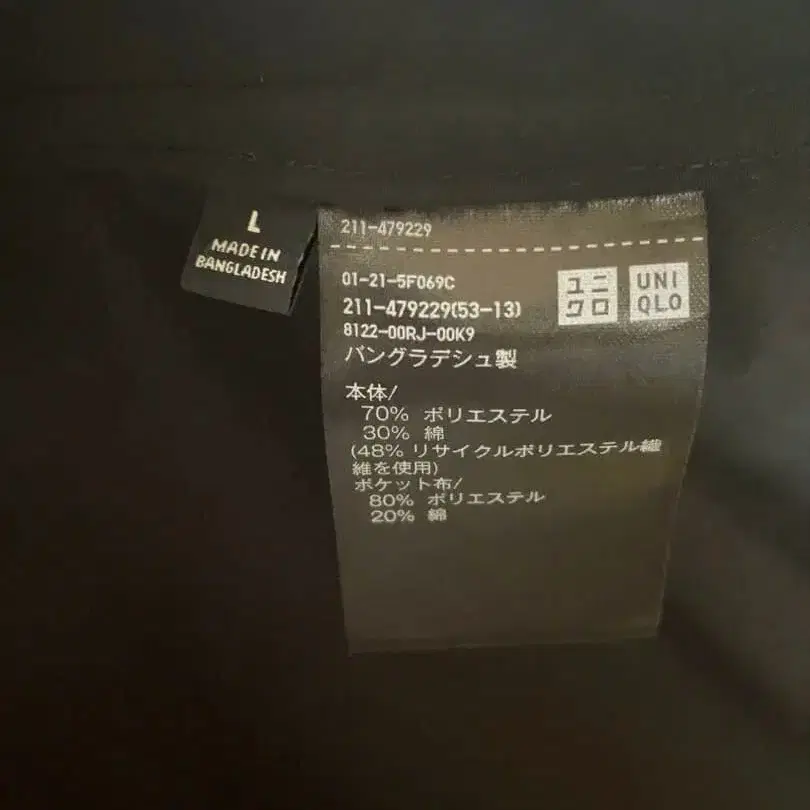 L
MADE IN
BANGLADESH
211-479229
01-21-5F069C
211-479229(53-13)
8122-00RJ-00K9
バングラデシュ製
ユニ
クロ
UNI
QLO
本体/
70% ポリエステル
30% 綿
(48% リサイクルポリエステル繊
維を使用)
ポケット布/
80% ポリエステル
20% 綿